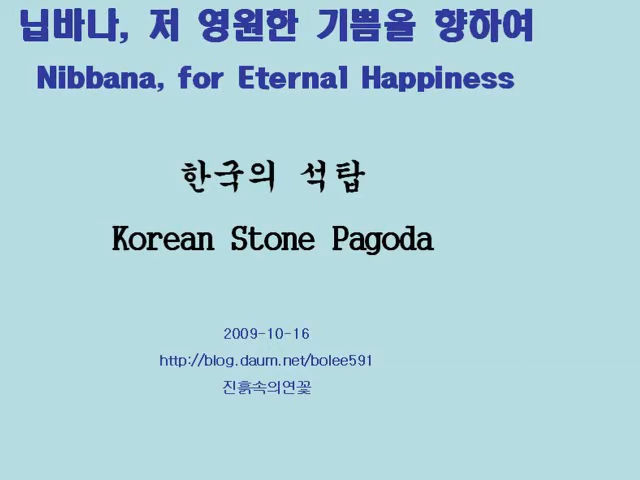 닙바나, 저 영원한 기쁨을 향하여
Nibbana, for Eternal Happiness
한국의 석탑
Korean Stone Pagoda
2009-10-16
http://blog.daum.net/bolee591
진흙속의연꽃